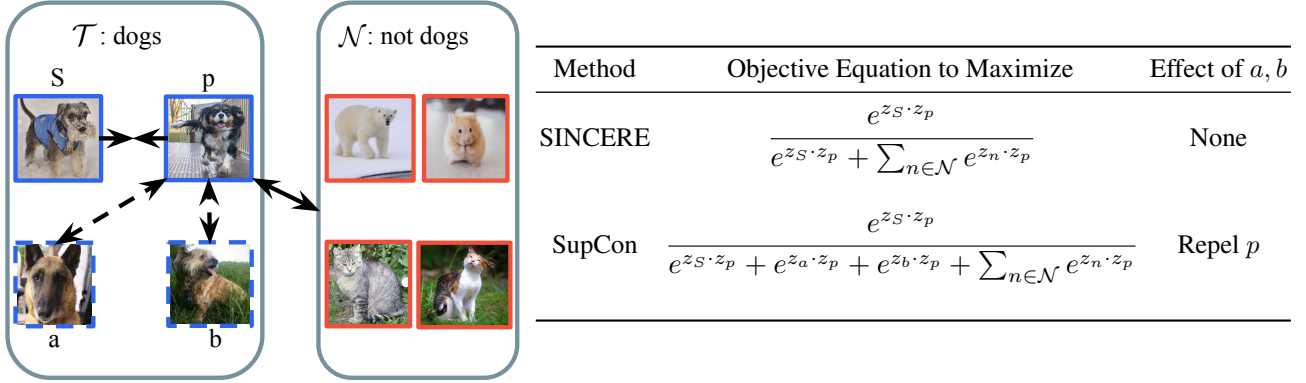 𝒯: dogs
S
p
a
b
𝒩: not dogs
Method Objective Equation to Maximize Effect of a, b
SINCERE e^{z_S·z_p} / (e^{z_S·z_p} + ∑_{n∈𝒩} e^{z_n·z_p}) None
SupCon e^{z_S·z_p} / (e^{z_S·z_p} + e^{z_a·z_p} + e^{z_b·z_p} + ∑_{n∈𝒩} e^{z_n·z_p}) Repel p